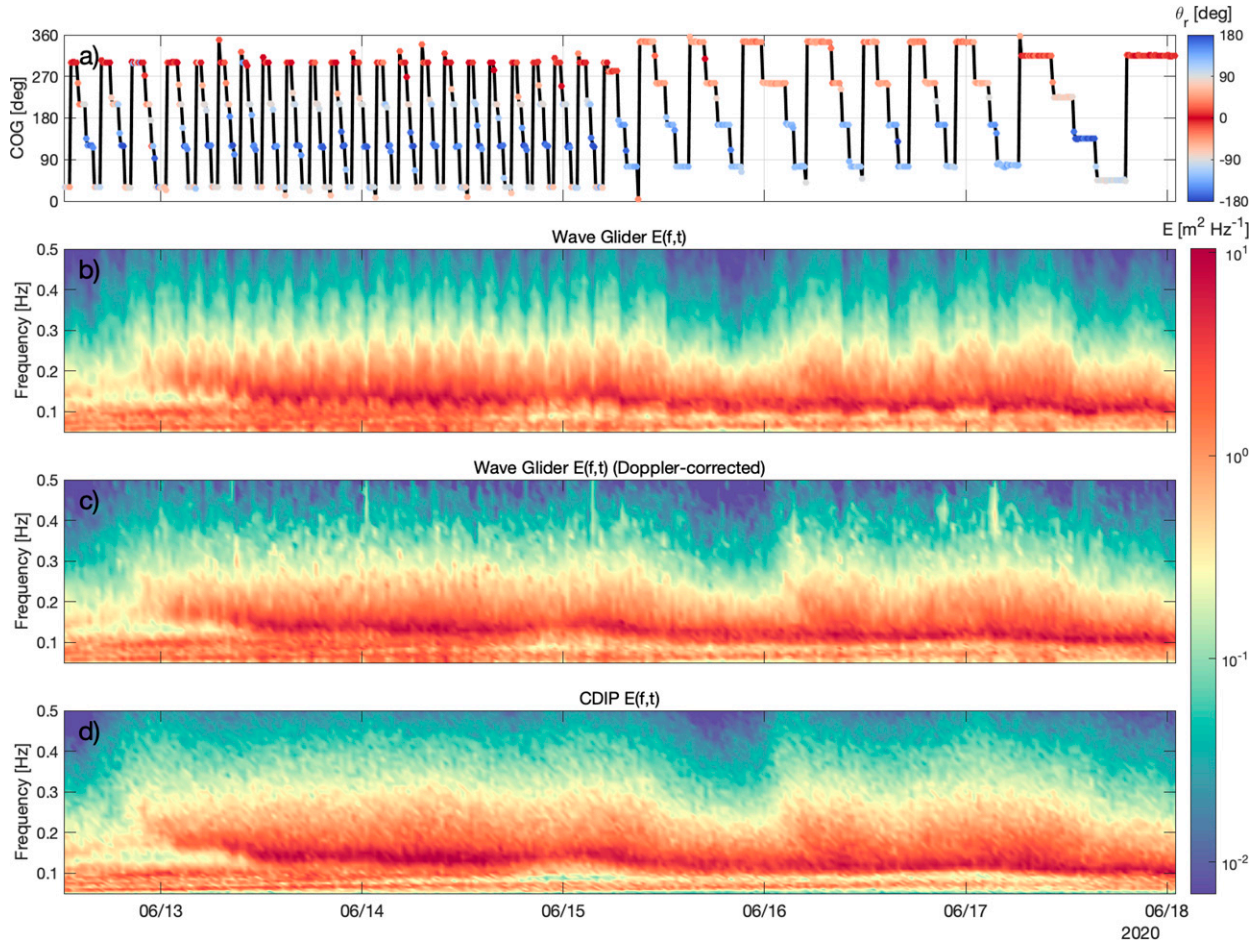 θr [deg]
a)
COG [deg]
360
270
180
90
0
180
90
0
-90
-180
Wave Glider E(f,t)
b)
Frequency [Hz]
0.5
0.4
0.3
0.2
0.1
E [m² Hz⁻¹]
10¹
10⁰
10⁻¹
10⁻²
Wave Glider E(f,t) (Doppler-corrected)
c)
Frequency [Hz]
0.5
0.4
0.3
0.2
0.1
CDIP E(f,t)
d)
Frequency [Hz]
0.5
0.4
0.3
0.2
0.1
06/13 06/14 06/15 06/16 06/17 06/18
2020